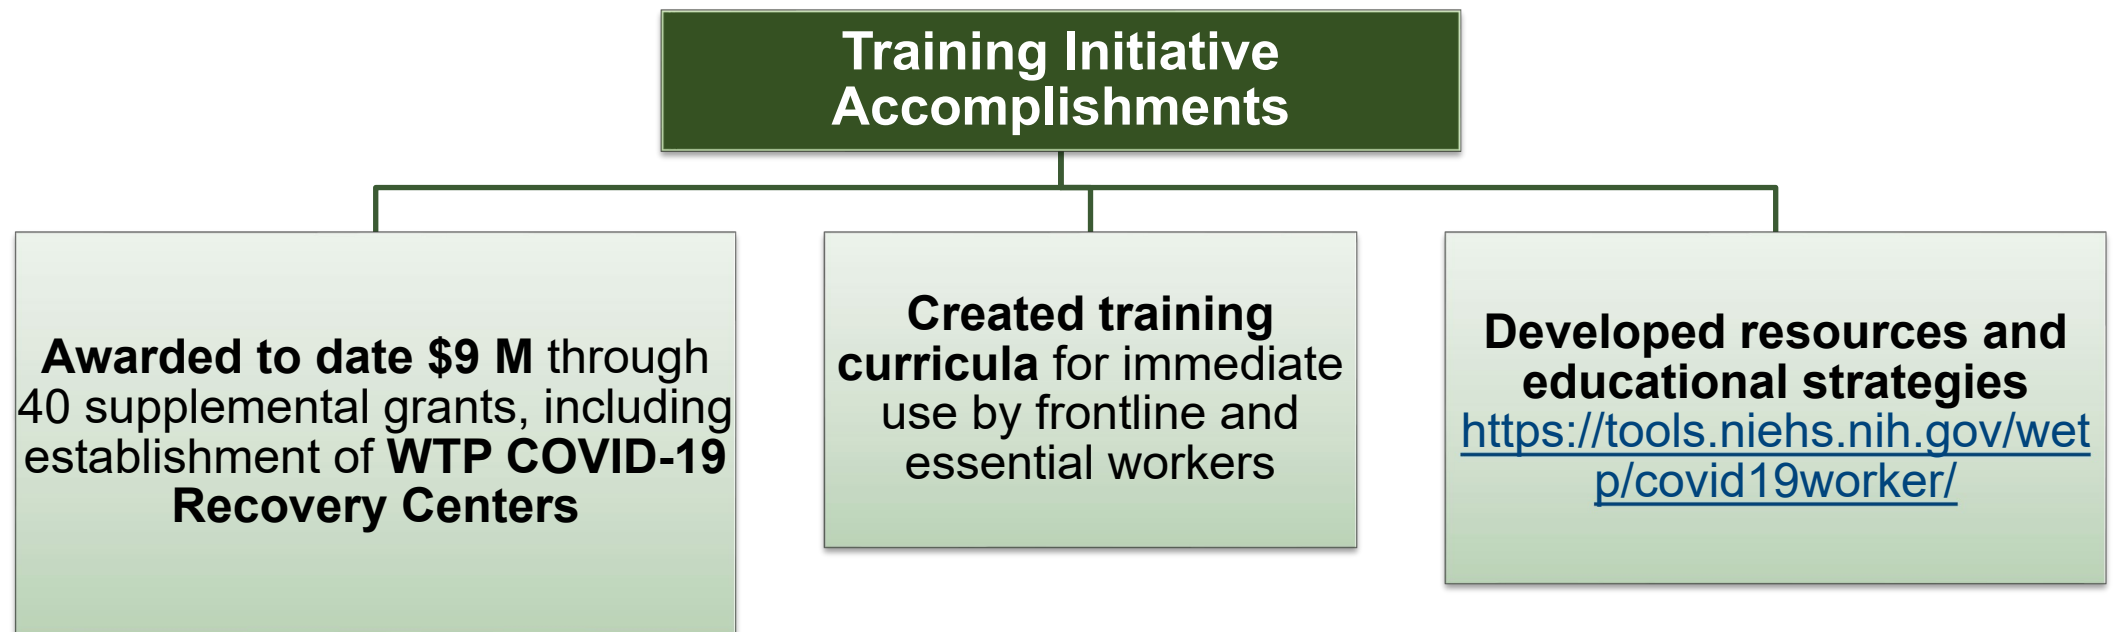 Training Initiative
Accomplishments
Awarded to date $9 M through
40 supplemental grants, including
establishment of WTP COVID-19
Recovery Centers
Created training
curricula for immediate
use by frontline and
essential workers
Developed resources and
educational strategies
https://tools.niehs.nih.gov/wet
p/covid19worker/